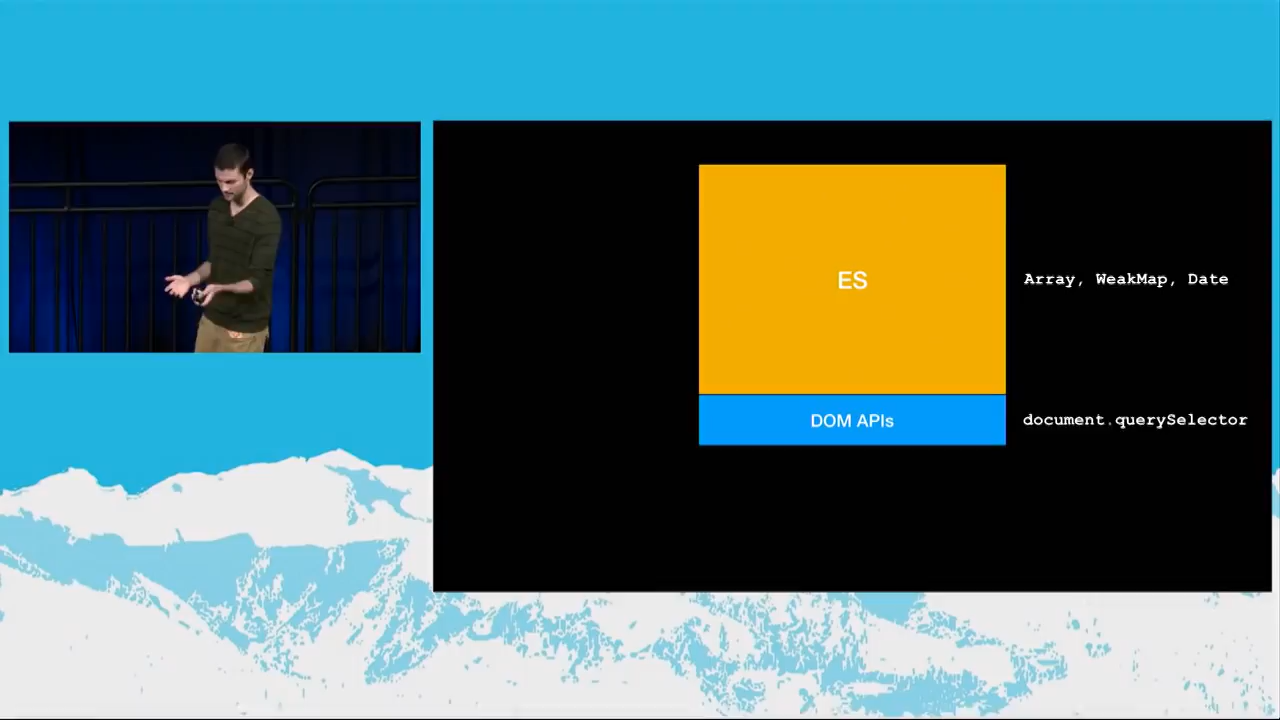 ES
Array, WeakMap, Date
DOM APIs
document.querySelector